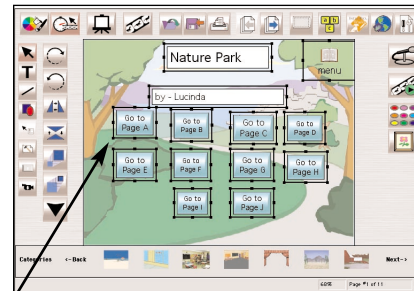 a b
c
Nature Park
menu
by - Lucinda
Go to
Page A
Go to
Page B
Go to
Page C
Go to
Page D
Go to
Page E
Go to
Page F
Go to
Page G
Go to
Page H
Go to
Page I
Go to
Page J
T
Categories <-Back Next->
68% Page #1 of 11